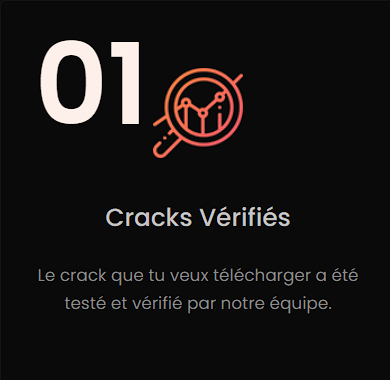 01
Cracks Vérifiés
Le crack que tu veux télécharger a été
testé et vérifié par notre équipe.